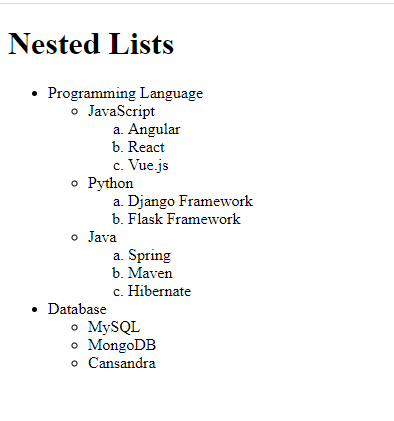 Nested Lists
• Programming Language
◦ JavaScript
a. Angular
b. React
c. Vue.js
◦ Python
a. Django Framework
b. Flask Framework
◦ Java
a. Spring
b. Maven
c. Hibernate
• Database
◦ MySQL
◦ MongoDB
◦ Cansandra